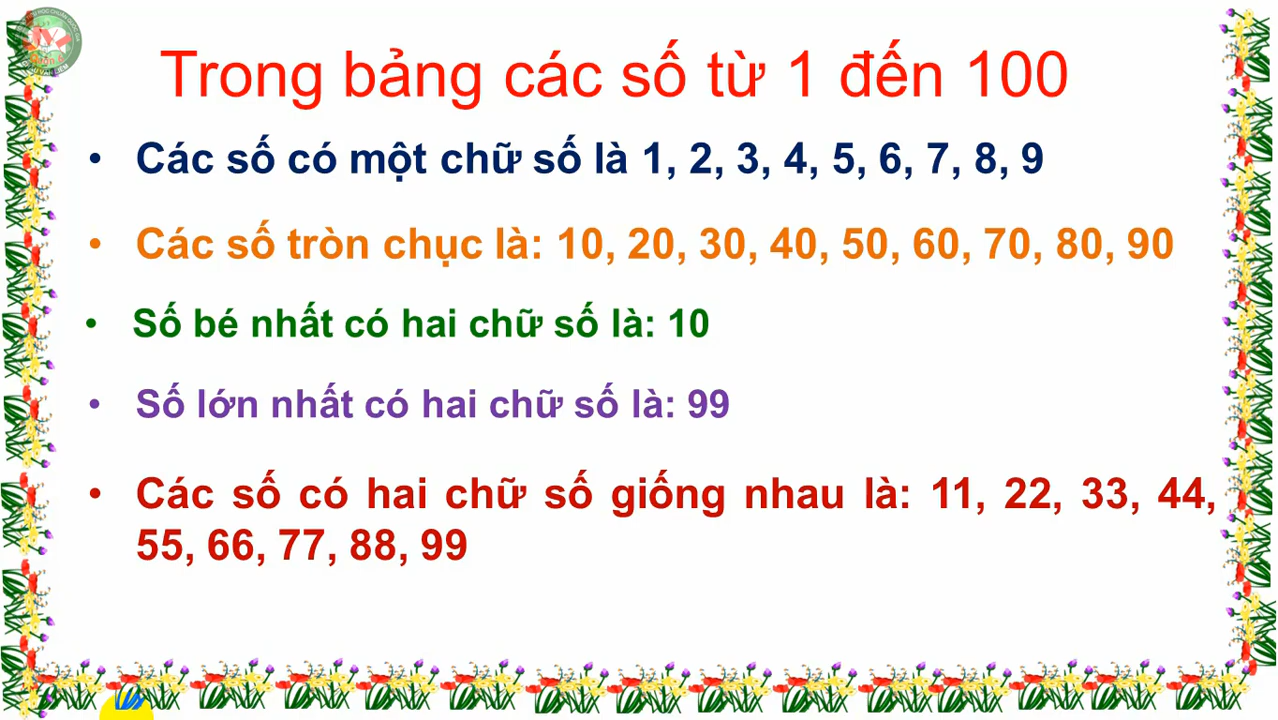 Trong bảng các số từ 1 đến 100
• Các số có một chữ số là 1, 2, 3, 4, 5, 6, 7, 8, 9
• Các số tròn chục là: 10, 20, 30, 40, 50, 60, 70, 80, 90
• Số bé nhất có hai chữ số là: 10
• Số lớn nhất có hai chữ số là: 99
• Các số có hai chữ số giống nhau là: 11, 22, 33, 44,
55, 66, 77, 88, 99